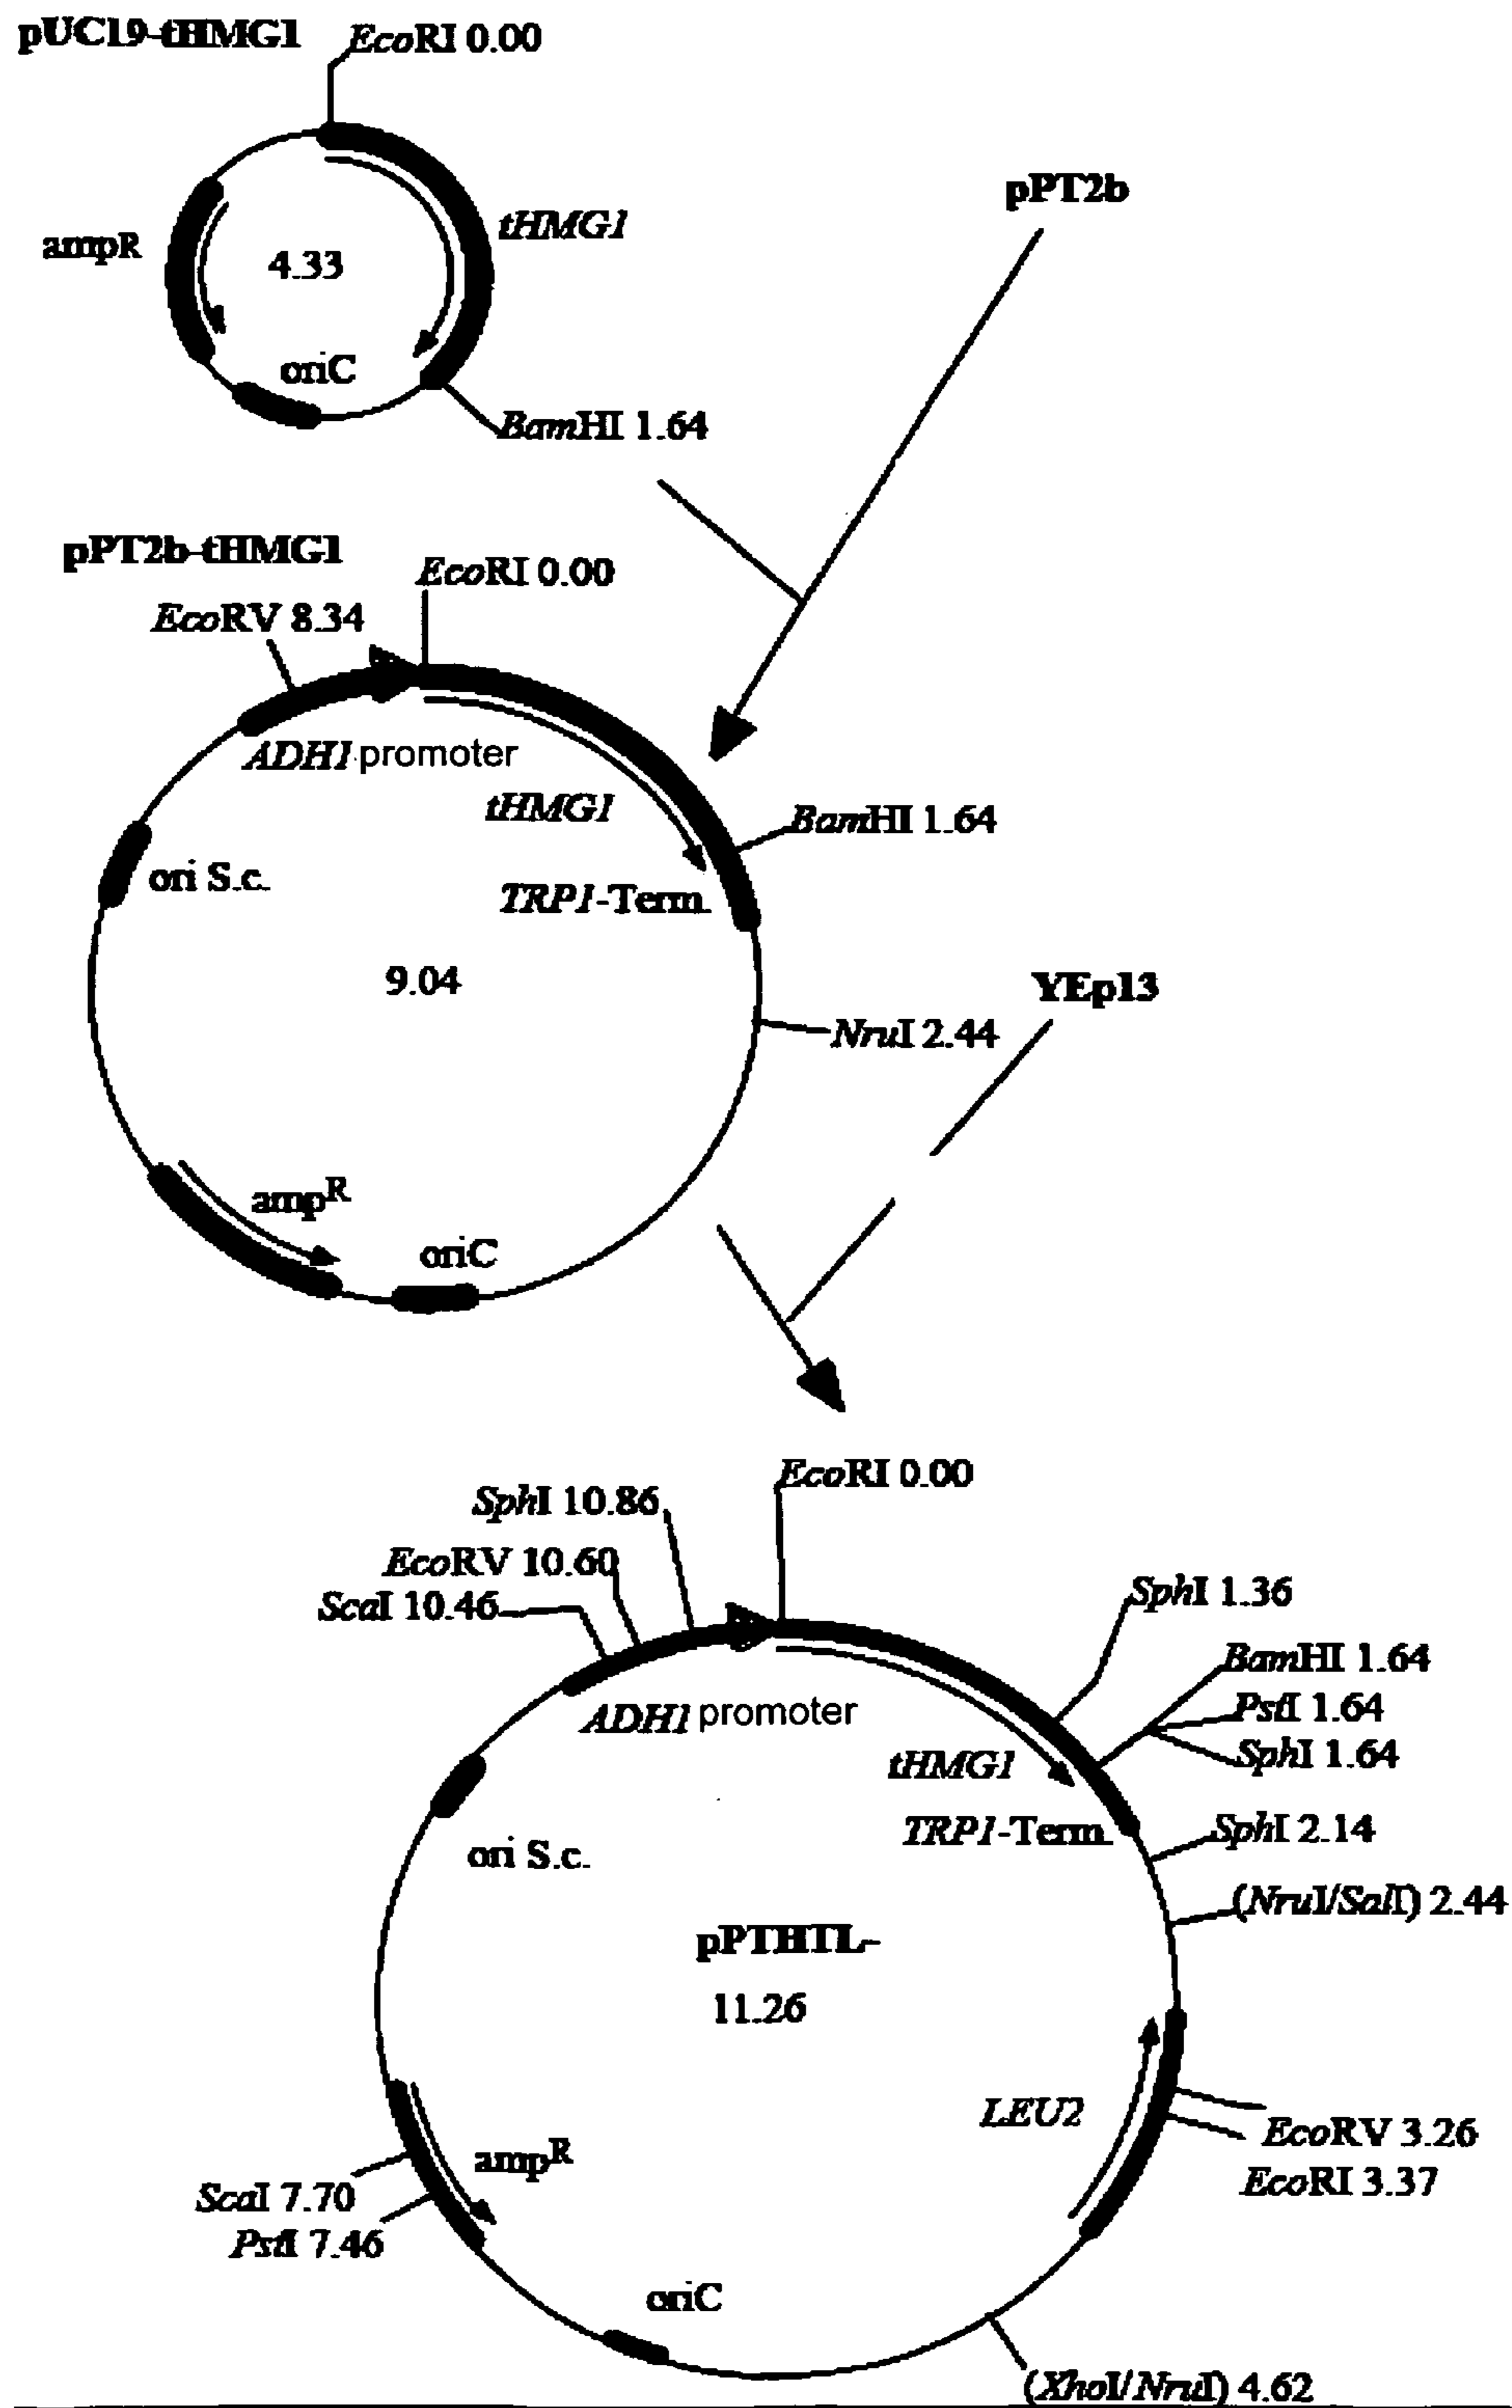 pUC19-tHMG1
EcoRI 0.00
pPT2b
ampR
4.33
tHMG1
oriC
BamHI 1.64
pPT2b-tHMG1
EcoRI 0.00
EcoRV 8.34
ADH1 promoter
tHMG1
BamHI 1.64
ori S.c.
TRP1-Term.
9.04
YEp13
NruI 2.44
ampR
oriC
EcoRI 0.00
SphI 10.86
EcoRV 10.60
ScaI 10.46
SphI 1.36
BamHI 1.64
PstI 1.64
SphI 1.64
ADH1 promoter
tHMG1
TRP1-Term.
SphI 2.14
ori S.c.
(NruI/SalI) 2.44
pPTHTL-
11.26
LEU2
EcoRV 3.26
EcoRI 3.37
ampR
ScaI 7.70
PstI 7.46
oriC
(XhoI/NruI) 4.62